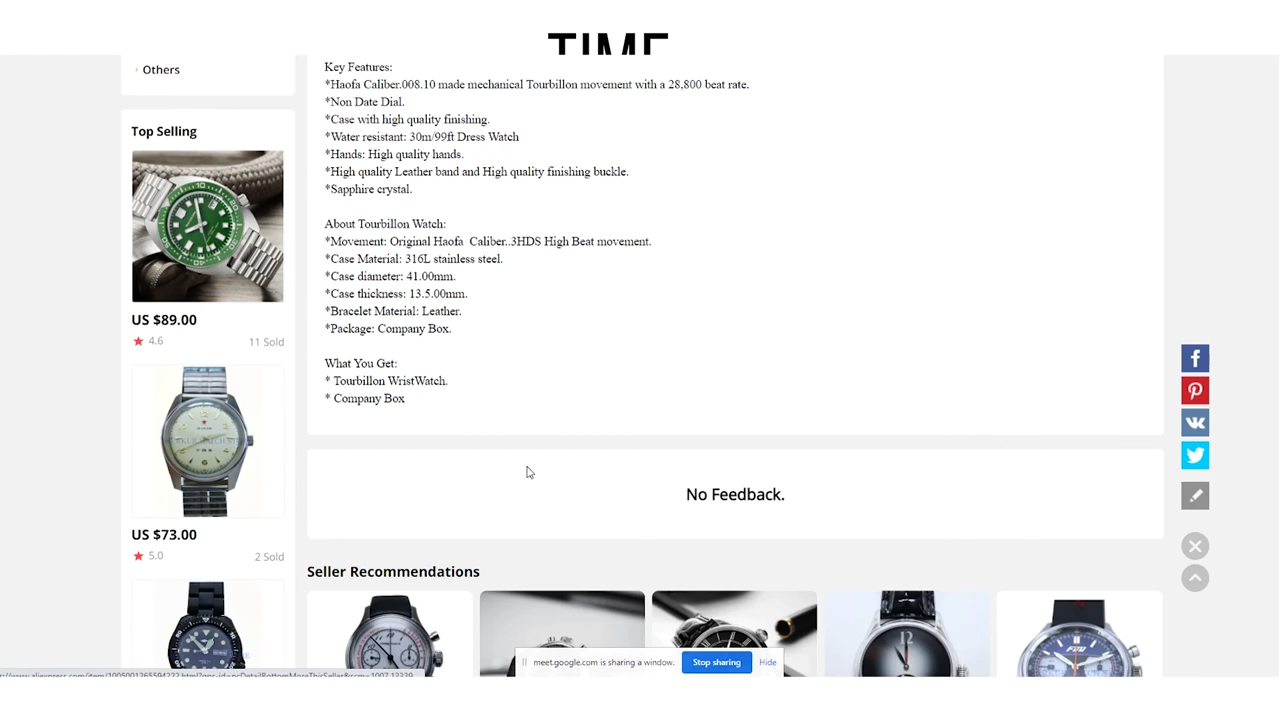 TIME
Others
Top Selling
US $89.00
4.6
11 Sold
US $73.00
5.0
2 Sold
Key Features:
*Haofa Caliber.008.10 made mechanical Tourbillon movement with a 28,800 beat rate.
*Non Date Dial.
*Case with high quality finishing.
*Water resistant: 30m/99ft Dress Watch
*Hands: High quality hands.
*High quality Leather band and High quality finishing buckle.
*Sapphire crystal.
About Tourbillon Watch:
*Movement: Original Haofa Caliber..3HDS High Beat movement.
*Case Material: 316L stainless steel.
*Case diameter: 41.00mm.
*Case thickness: 13.5.00mm.
*Bracelet Material: Leather.
*Package: Company Box.
What You Get:
* Tourbillon WristWatch.
* Company Box
No Feedback.
Seller Recommendations
meet.google.com is sharing a window.
Stop sharing
Hide